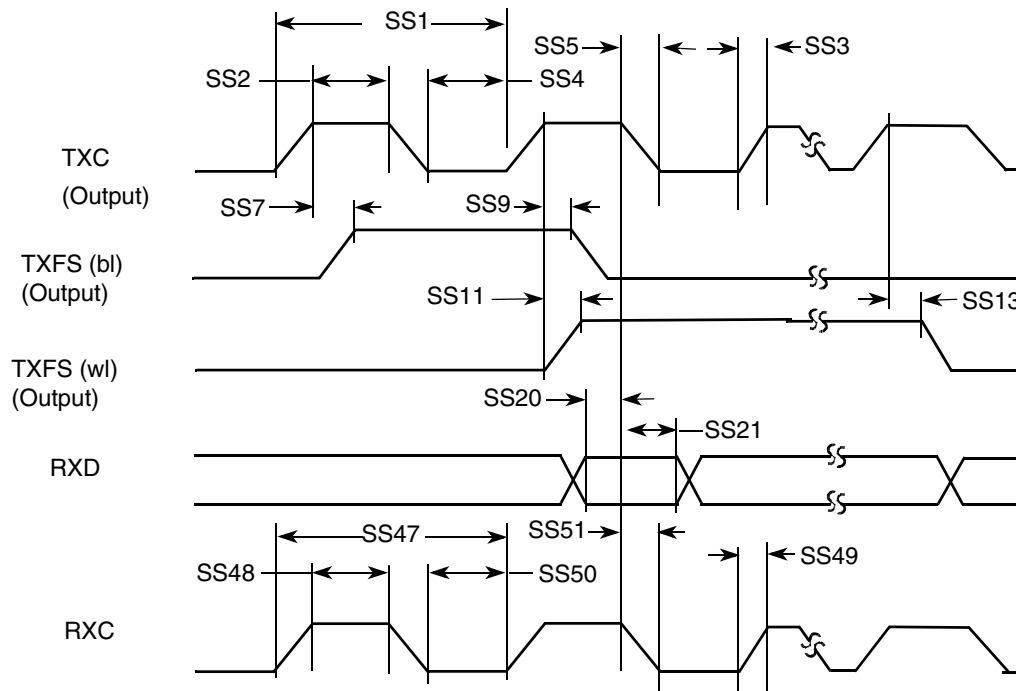 SS1
SS5
SS3
SS2
SS4
TXC
(Output)
SS7
SS9
TXFS (bl)
(Output)
SS11
SS13
TXFS (wl)
(Output)
SS20
SS21
RXD
SS47
SS51
SS49
SS48
SS50
RXC